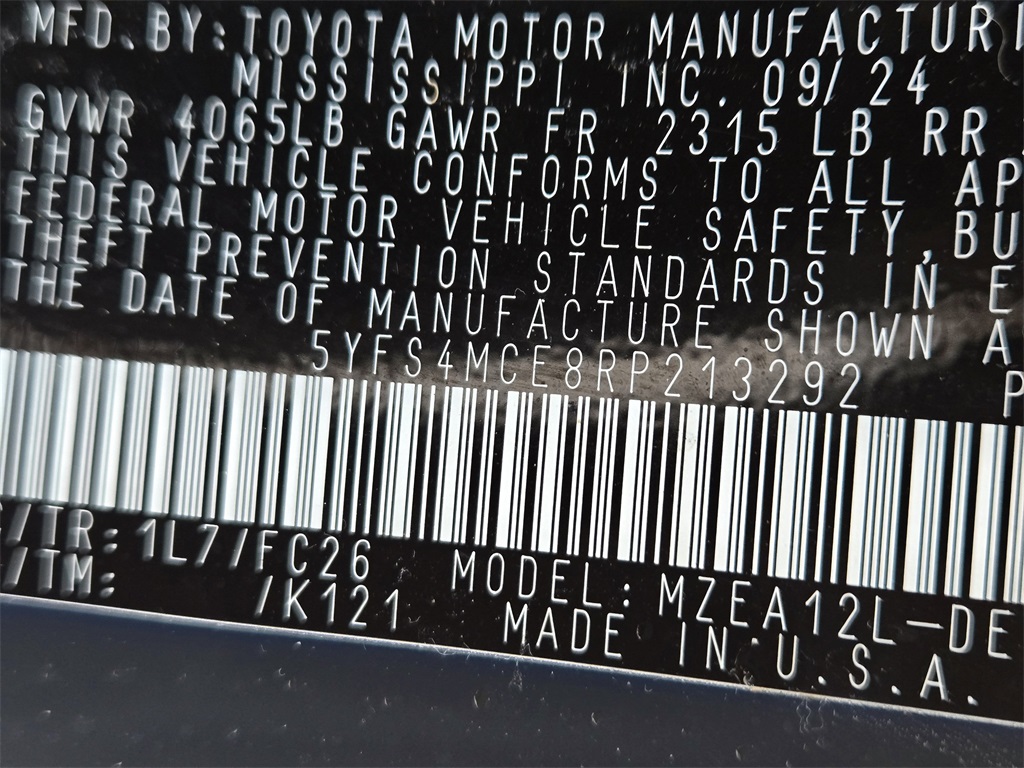 MFD.BY:TOYOTA MOTOR MANUFACTURI
MISSISSIPPI INC. 09/24
GVWR 4065LB GAWR FR 2315 LB RR
THIS VEHICLE CONFORMS TO ALL AP
FEDERAL MOTOR VEHICLE SAFETY,BU
THEFT PREVENTION STANDARDS IN E
THE DATE OF MANUFACTURE SHOWN A
5YFS4MCE8RP213292 P
/TR: 1L7/FC26 MODEL: MZEA12L-DE
/TM: /K121 MADE IN U.S.A.